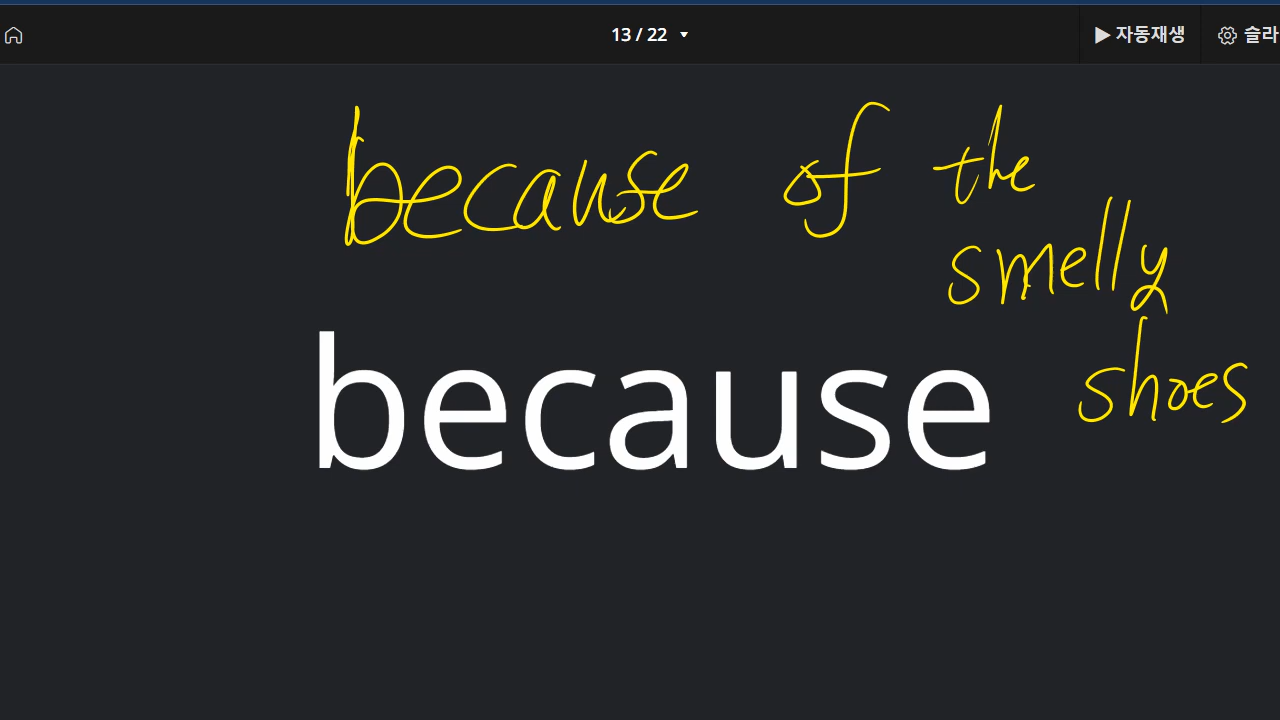 13 / 22
자동재생
슬라
because of the
smelly
shoes
because